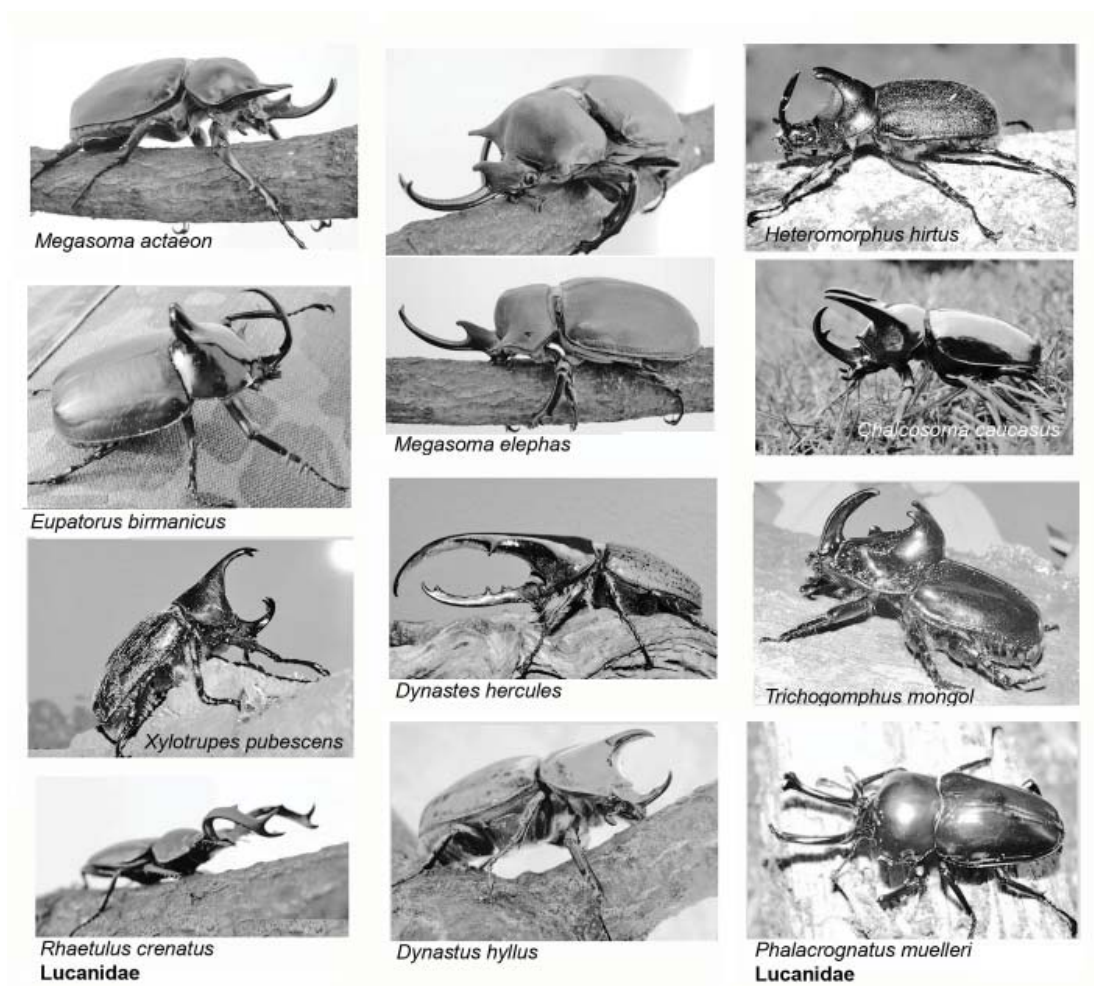 Megasoma actaeon
Eupatorus birmanicus
Xylotrupes pubescens
Rhaetulus crenatus
Lucanidae
Megasoma elephas
Dynastes hercules
Dynastus hyllus
Heteromorphus hirtus
Chalcosoma caucasus
Trichogomphus mongol
Phalacrognatus muelleri
Lucanidae